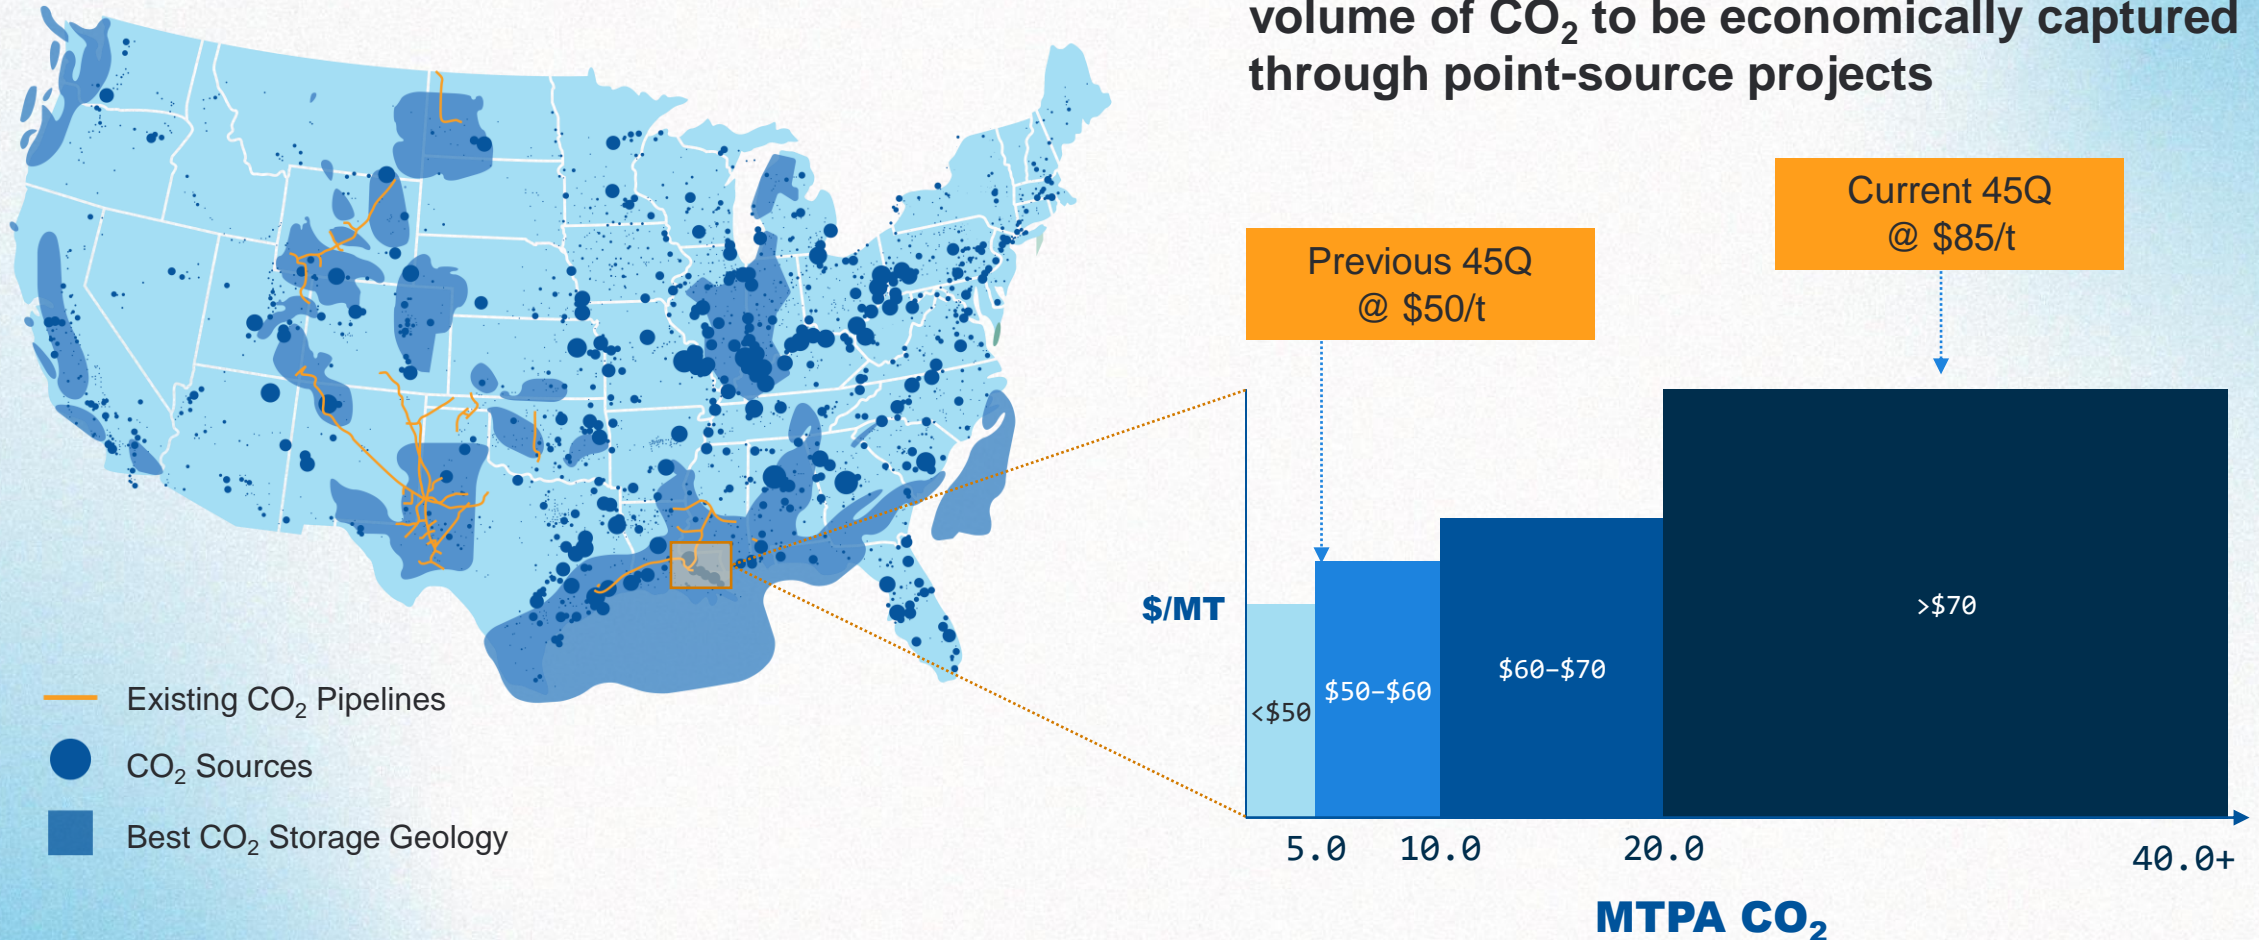 volume of CO₂ to be economically captured
through point-source projects
Current 45Q
@ $85/t
Previous 45Q
@ $50/t
$/MT
<$50
$50–$60
$60–$70
>$70
5.0
10.0
20.0
40.0+
MTPA CO₂
Existing CO₂ Pipelines
CO₂ Sources
Best CO₂ Storage Geology